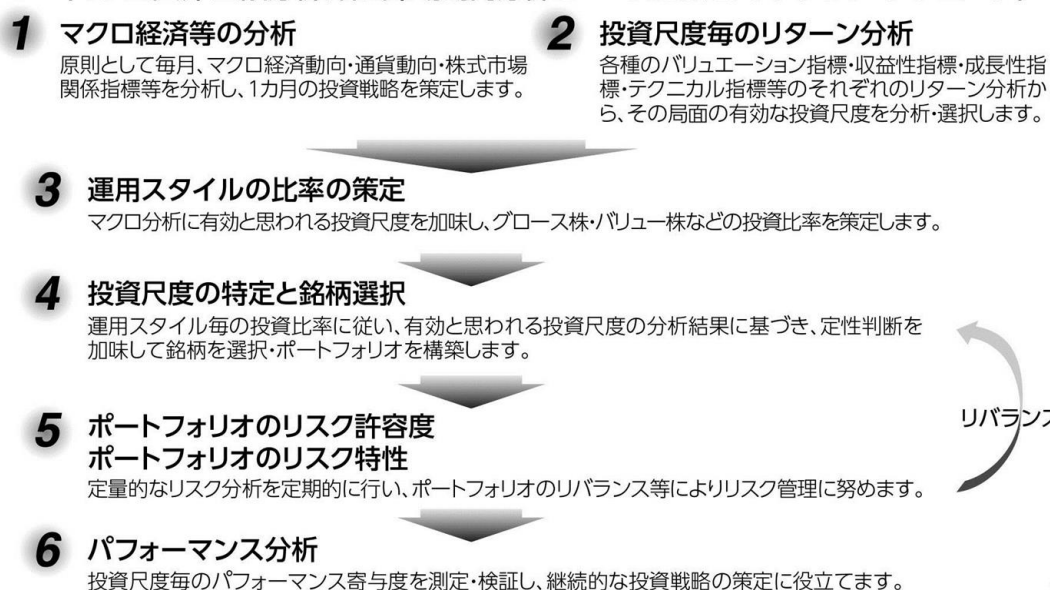 1 マクロ経済等の分析
原則として毎月、マクロ経済動向・通貨動向・株式市場
関係指標等を分析し、1カ月の投資戦略を策定します。
2 投資尺度毎のリターン分析
各種のバリュエーション指標・収益性指標・成長性指
標・テクニカル指標等のそれぞれのリターン分析か
ら、その局面の有効な投資尺度を分析・選択します。
3 運用スタイルの比率の策定
マクロ分析に有効と思われる投資尺度を加味し、グロース株・バリュー株などの投資比率を策定します。
4 投資尺度の特定と銘柄選択
運用スタイル毎の投資比率に従い、有効と思われる投資尺度の分析結果に基づき、定性判断を
加味して銘柄を選択・ポートフォリオを構築します。
リバランス
5 ポートフォリオのリスク許容度
ポートフォリオのリスク特性
定量的なリスク分析を定期的に行い、ポートフォリオのリバランス等によりリスク管理に努めます。
6 パフォーマンス分析
投資尺度毎のパフォーマンス寄与度を測定・検証し、継続的な投資戦略の策定に役立てます。